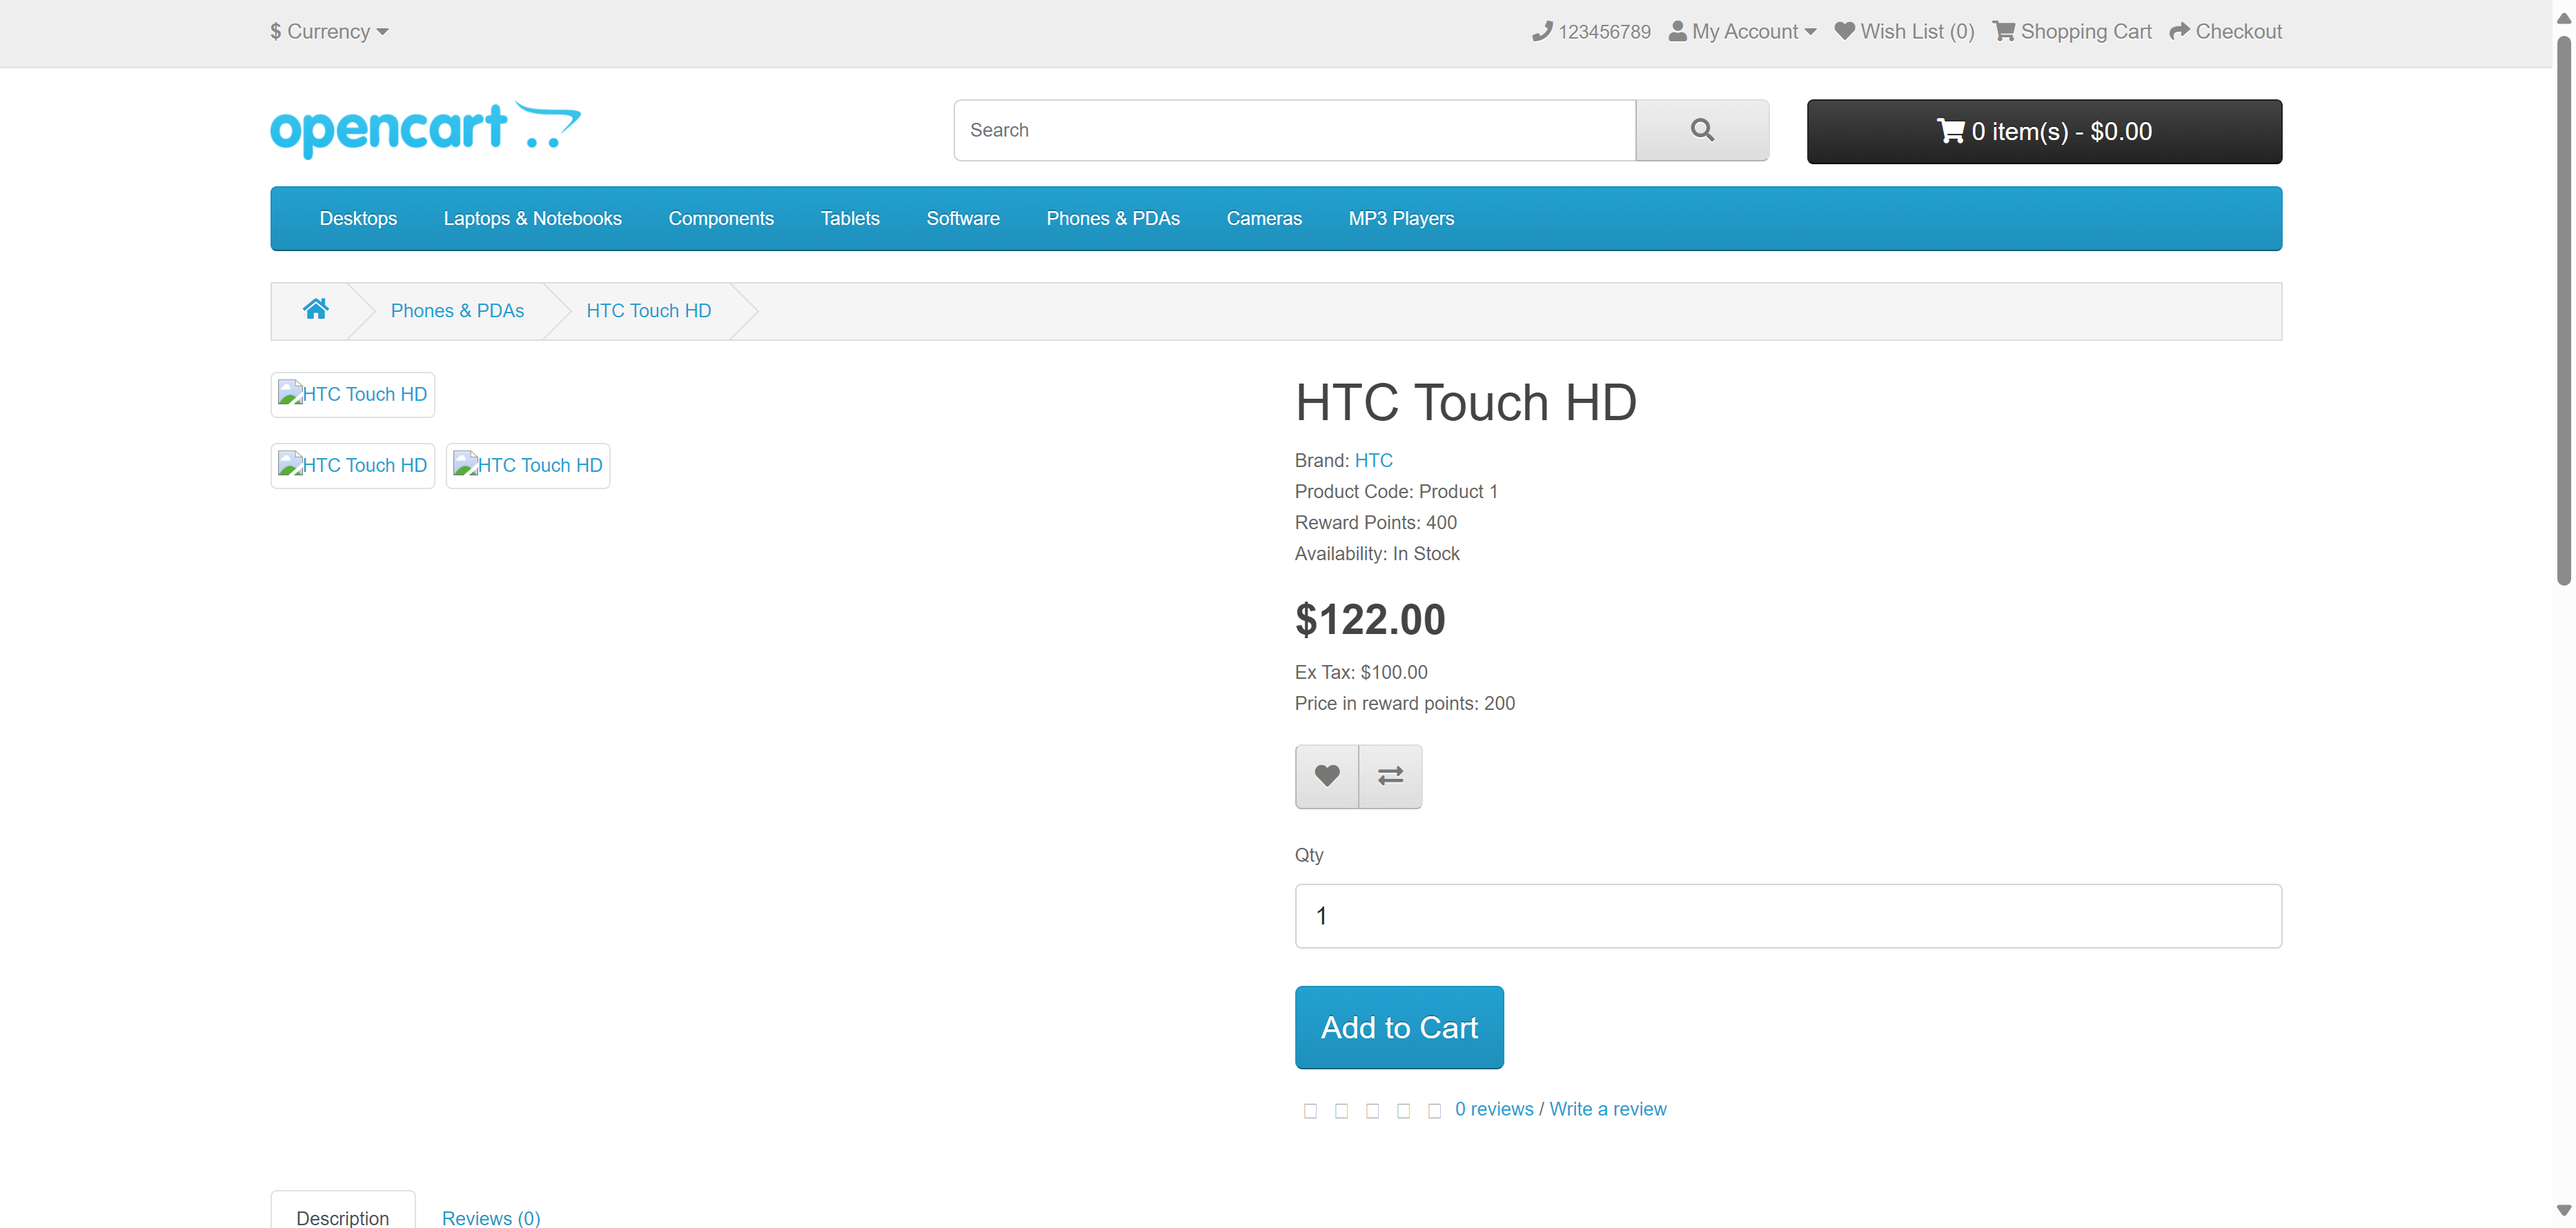 $ Currency
123456789 My Account Wish List (0) Shopping Cart Checkout
opencart
Search
0 item(s) - $0.00
Desktops Laptops & Notebooks Components Tablets Software Phones & PDAs Cameras MP3 Players
Phones & PDAs HTC Touch HD
HTC Touch HD
HTC Touch HD HTC Touch HD
HTC Touch HD
Brand: HTC
Product Code: Product 1
Reward Points: 400
Availability: In Stock
$122.00
Ex Tax: $100.00
Price in reward points: 200
Qty
1
Add to Cart
0 reviews / Write a review
Description Reviews (0)